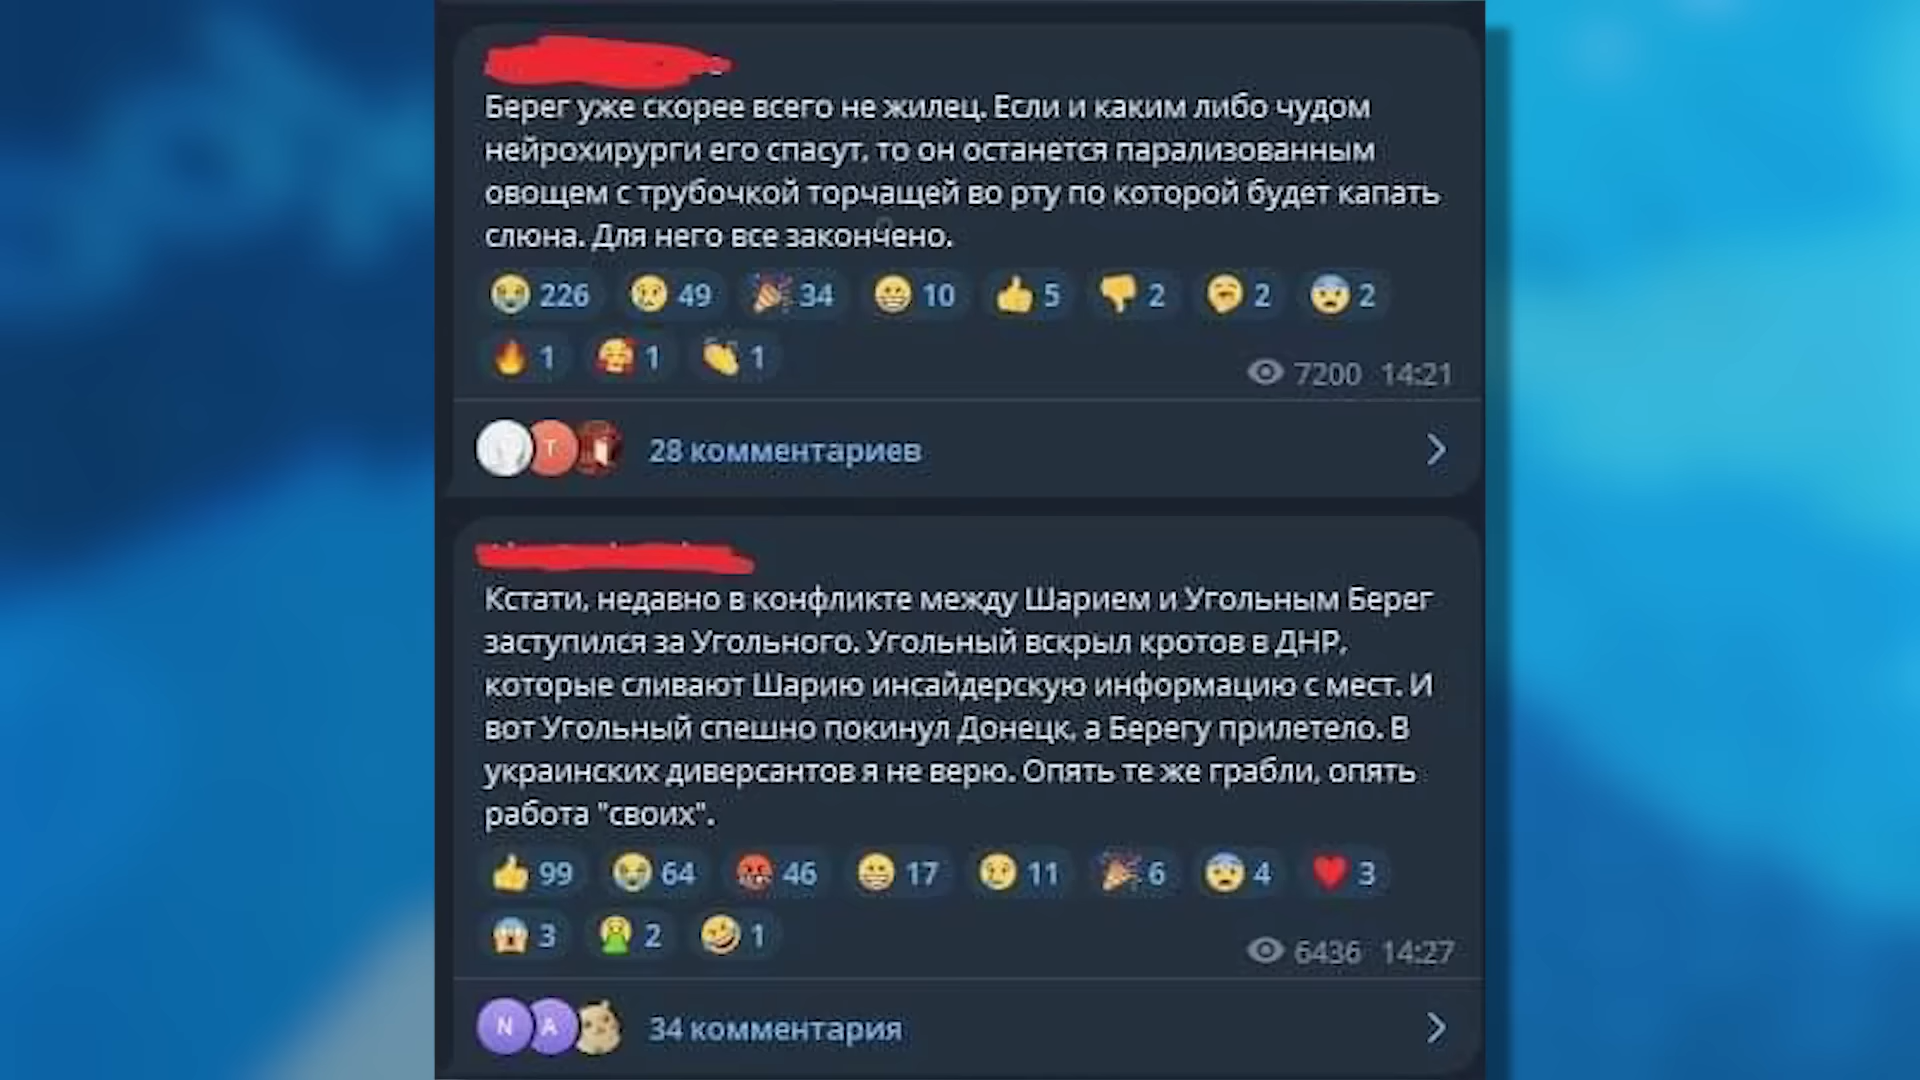 Берег уже скорее всего не жилец. Если и каким либо чудом
нейрохирурги его спасут, то он останется парализованным
овощем с трубочкой торчащей во рту по которой будет капать
слюна. Для него все закончено.
226 49 34 10 5 2 2 2
1 1 1
7200 14:21
Т
28 комментариев
Кстати, недавно в конфликте между Шарием и Угольным Берег
заступился за Угольного. Угольный вскрыл кротов в ДНР,
которые сливают Шарию инсайдерскую информацию с мест. И
вот Угольный спешно покинул Донецк, а Берегу прилетело. В
украинских диверсантов я не верю. Опять те же грабли, опять
работа "своих".
99 64 46 17 11 6 4 3
3 2 1
6436 14:27
N A
34 комментария